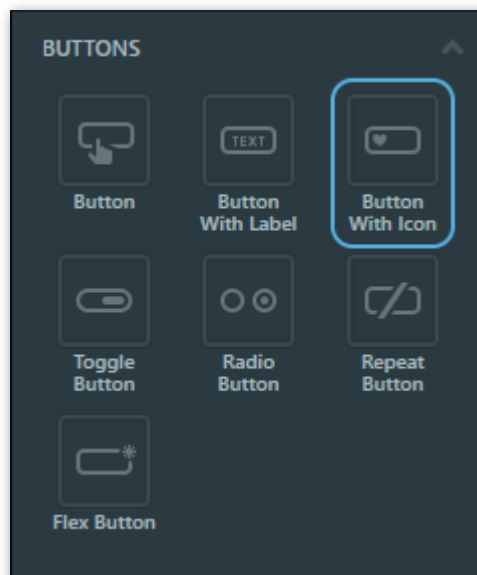 BUTTONS
TEXT
Button
Button
With Label
Button
With Icon
Toggle
Button
Radio
Button
Repeat
Button
Flex Button